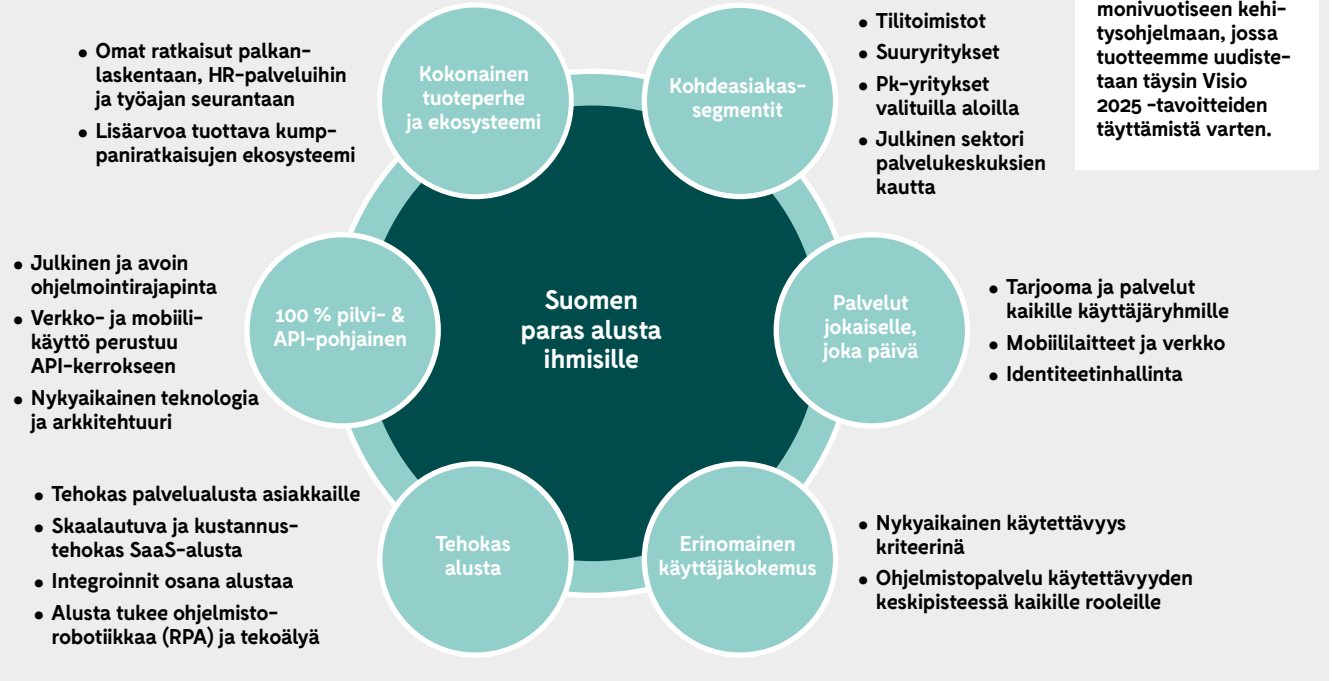 • Omat ratkaisut palkan-
laskentaan, HR-palveluihin
ja työajan seurantaan
• Lisäarvoa tuottava kump-
paniratkaisujen ekosysteemi
Kokonainen
tuoteperhe
ja ekosysteemi
Kohdeasiakas-
segmentit
• Tilitoimistot
• Suuryritykset
• Pk-yritykset
valituilla aloilla
• Julkinen sektori
palvelukeskuksien
kautta
monivuotiseen kehi-
tysohjelmaan, jossa
tuotteemme uudiste-
taan täysin Visio
2025 -tavoitteiden
täyttämistä varten.
• Julkinen ja avoin
ohjelmointirajapinta
• Verkko- ja mobiili-
käyttö perustuu
API-kerrokseen
• Nykyaikainen teknologia
ja arkkitehtuuri
100 % pilvi- &
API-pohjainen
Suomen
paras alusta
ihmisille
Palvelut
jokaiselle,
joka päivä
• Tarjooma ja palvelut
kaikille käyttäjäryhmille
• Mobiililaitteet ja verkko
• Identiteetinhallinta
• Tehokas palvelualusta asiakkaille
• Skaalautuva ja kustannus-
tehokas SaaS-alusta
• Integroinnit osana alustaa
• Alusta tukee ohjelmisto-
robotiikkaa (RPA) ja tekoälyä
Tehokas
alusta
Erinomainen
käyttäjäkokemus
• Nykyaikainen käytettävyys
kriteerinä
• Ohjelmistopalvelu käytettävyyden
keskipisteessä kaikille rooleille